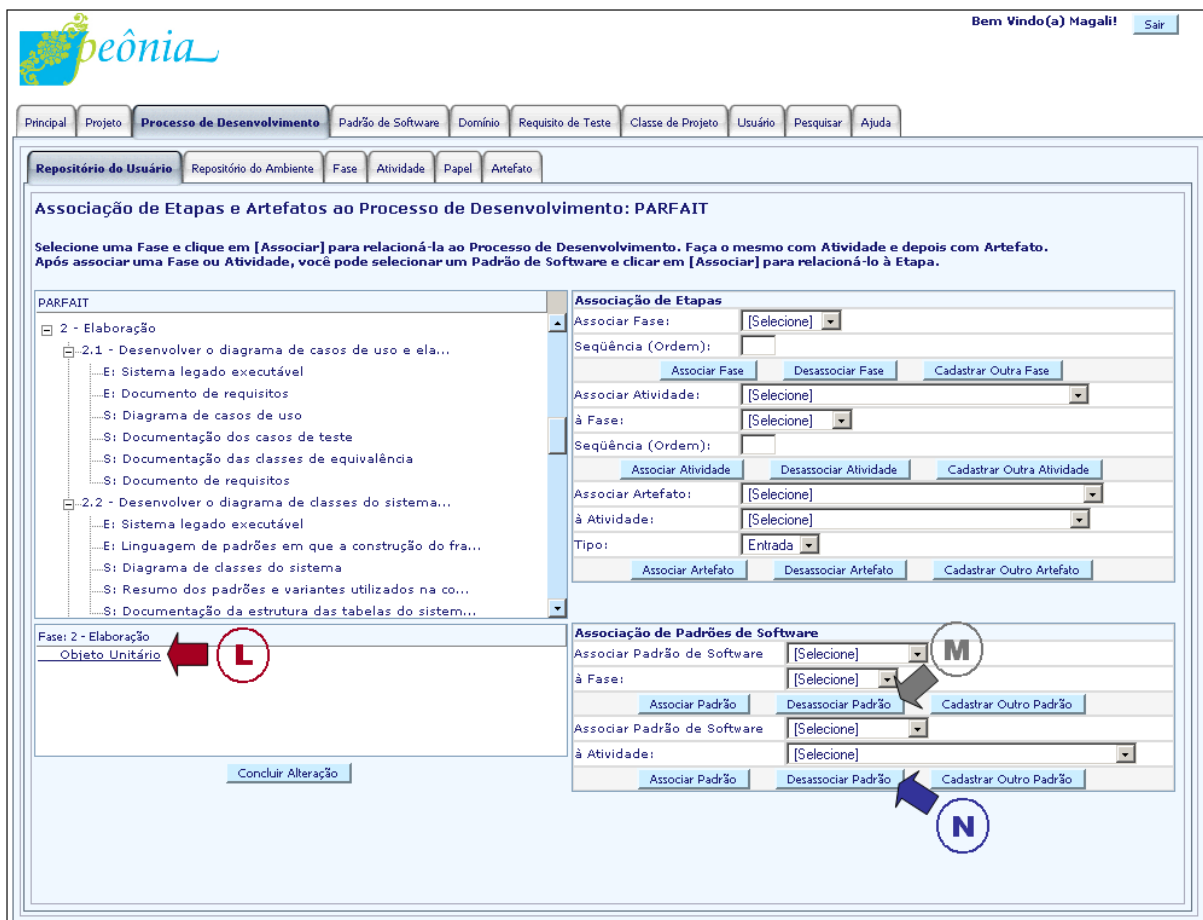 Bem Vindo(a) Magali! Sair
peônia
Principal Projeto Processo de Desenvolvimento Padrão de Software Domínio Requisito de Teste Classe de Projeto Usuário Pesquisar Ajuda
Repositório do Usuário Repositório do Ambiente Fase Atividade Papel Artefato
Associação de Etapas e Artefatos ao Processo de Desenvolvimento: PARFAIT
Selecione uma Fase e clique em [Associar] para relacioná-la ao Processo de Desenvolvimento. Faça o mesmo com Atividade e depois com Artefato.
Após associar uma Fase ou Atividade, você pode selecionar um Padrão de Software e clicar em [Associar] para relacioná-lo à Etapa.
PARFAIT
2 - Elaboração
2.1 - Desenvolver o diagrama de casos de uso e ela...
E: Sistema legado executável
E: Documento de requisitos
S: Diagrama de casos de uso
S: Documentação dos casos de teste
S: Documentação das classes de equivalência
S: Documento de requisitos
2.2 - Desenvolver o diagrama de classes do sistema...
E: Sistema legado executável
E: Linguagem de padrões em que a construção do fra...
S: Diagrama de classes do sistema
S: Resumo dos padrões e variantes utilizados na co...
S: Documentação da estrutura das tabelas do sistem...
Fase: 2 - Elaboração
Objeto Unitário
L
Concluir Alteração
Associação de Etapas
Associar Fase: [Selecione]
Seqüência (Ordem):
Associar Fase Desassociar Fase Cadastrar Outra Fase
Associar Atividade: [Selecione]
à Fase: [Selecione]
Seqüência (Ordem):
Associar Atividade Desassociar Atividade Cadastrar Outra Atividade
Associar Artefato: [Selecione]
à Atividade: [Selecione]
Tipo: Entrada
Associar Artefato Desassociar Artefato Cadastrar Outro Artefato
Associação de Padrões de Software
Associar Padrão de Software [Selecione]
M
à Fase: [Selecione]
Associar Padrão Desassociar Padrão Cadastrar Outro Padrão
Associar Padrão de Software [Selecione]
à Atividade: [Selecione]
Associar Padrão Desassociar Padrão Cadastrar Outro Padrão
N